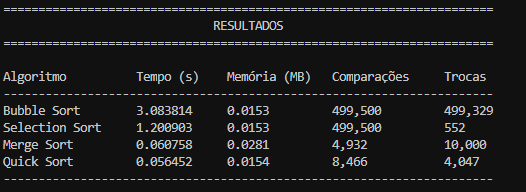 ======================================================================
RESULTADOS
======================================================================
Algoritmo Tempo (s) Memória (MB) Comparações Trocas
----------------------------------------------------------------------
Bubble Sort 3.083814 0.0153 499,500 499,329
Selection Sort 1.200903 0.0153 499,500 552
Merge Sort 0.060758 0.0281 4,932 10,000
Quick Sort 0.056452 0.0154 8,466 4,047
----------------------------------------------------------------------